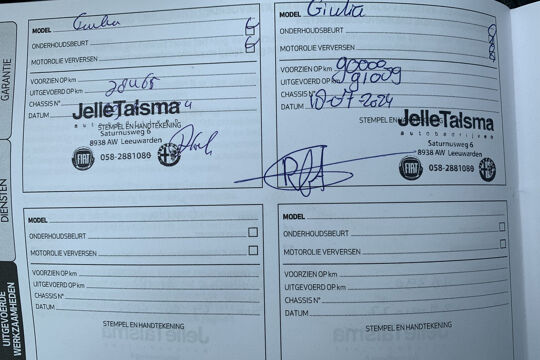 GARANTIE
DIENSTEN
UITGEVOERDE
WERKZAAMHEDEN
MODEL Giulia
ONDERHOUDSBEURT
MOTOROLIE VERVERSEN
VOORZIEN OP km
UITGEVOERD OP km
CHASSIS N°
DATUM
JelleTalsma
autobedrijven
STEMPEL EN HANDTEKENING
Saturnusweg 6
8938 AW Leeuwarden
FIAT 058-2881080
MODEL Giulia
ONDERHOUDSBEURT
MOTOROLIE VERVERSEN
VOORZIEN OP km 90000
UITGEVOERD OP km 91009
CHASSIS N°
DATUM 10-07-2024
JelleTalsma
autobedrijven
STEMPEL EN
Saturnusweg 6
8938 AW Leeuwarden
FIAT 058-2881080
MODEL
ONDERHOUDSBEURT
MOTOROLIE VERVERSEN
VOORZIEN OP km
UITGEVOERD OP km
CHASSIS N°
DATUM
STEMPEL EN HANDTEKENING
MODEL
ONDERHOUDSBEURT
MOTOROLIE VERVERSEN
VOORZIEN OP km
UITGEVOERD OP km
CHASSIS N°
DATUM
STEMPEL EN HANDTEKENING